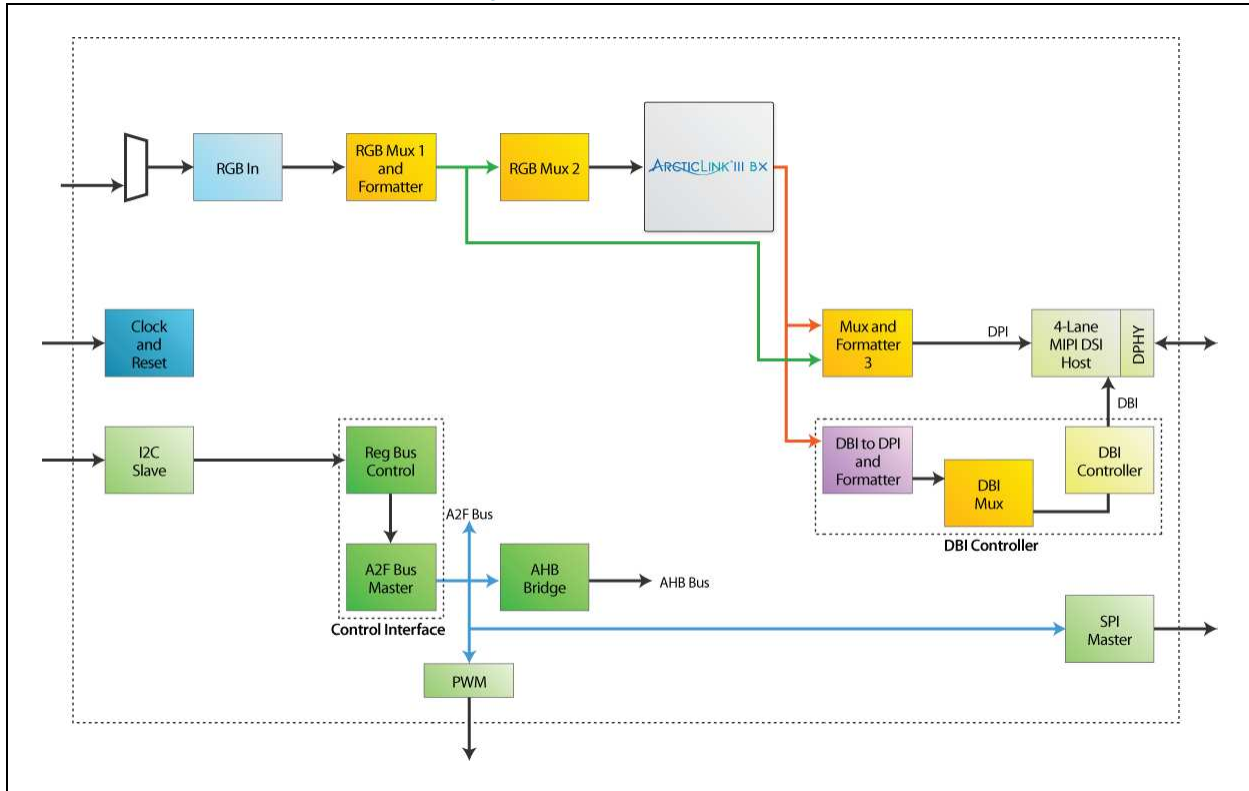 RGB In
RGB Mux 1
and
Formatter
RGB Mux 2
ARCTICLINK III BX
Clock
and
Reset
Mux and
Formatter
3
DPI
4-Lane
MIPI DSI
Host
DPHY
DBI
I2C
Slave
Reg Bus
Control
DBI to DPI
and
Formatter
DBI
Mux
DBI
Controller
DBI Controller
A2F Bus
A2F Bus
Master
AHB
Bridge
AHB Bus
Control Interface
SPI
Master
PWM